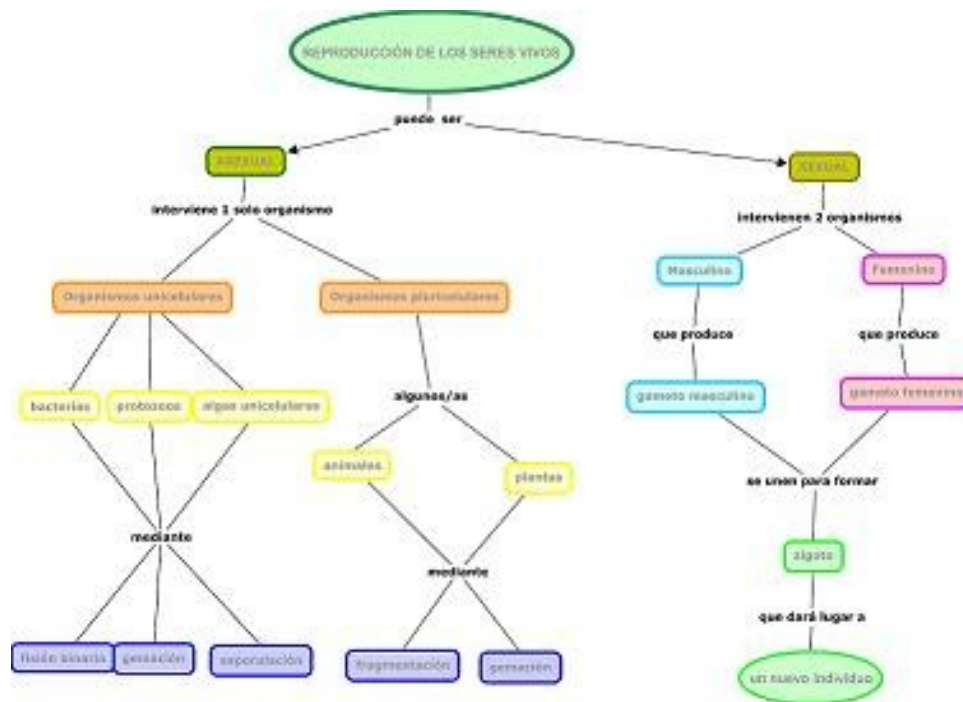 REPRODUCCIÓN DE LOS SERES VIVOS
puede ser
ASEXUAL
SEXUAL
interviene 1 solo organismo
intervienen 2 organismos
Masculino
Femenino
Organismos unicelulares
Organismos pluricelulares
que produce
que produce
bacterias
protozoos
algas unicelulares
algunos/as
gameto masculino
gameto femenino
animales
plantas
se unen para formar
mediante
zigoto
mediante
que dará lugar a
fisión binaria
gemación
esporulación
fragmentación
gemación
un nuevo individuo